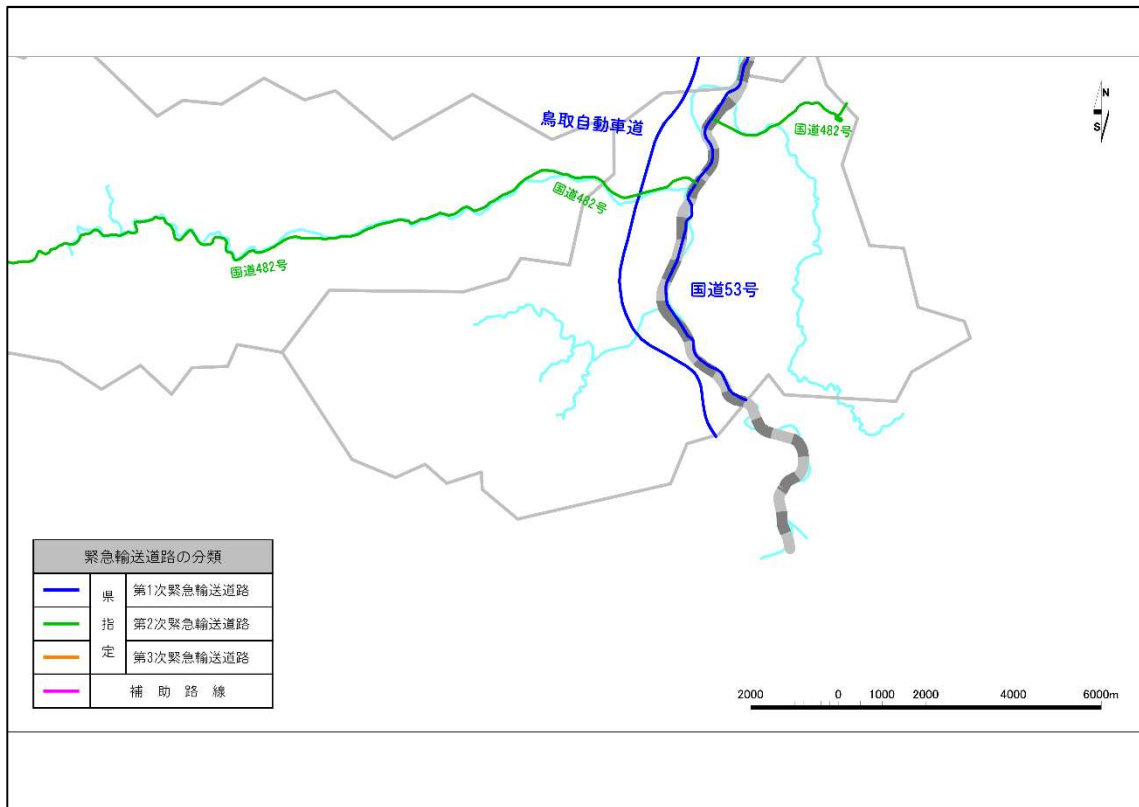 N
S
鳥取自動車道
国道482号
国道482号
国道482号
国道53号
緊急輸送道路の分類
県指定
第1次緊急輸送道路
第2次緊急輸送道路
第3次緊急輸送道路
補助路線
2000 0 1000 2000 4000 6000m